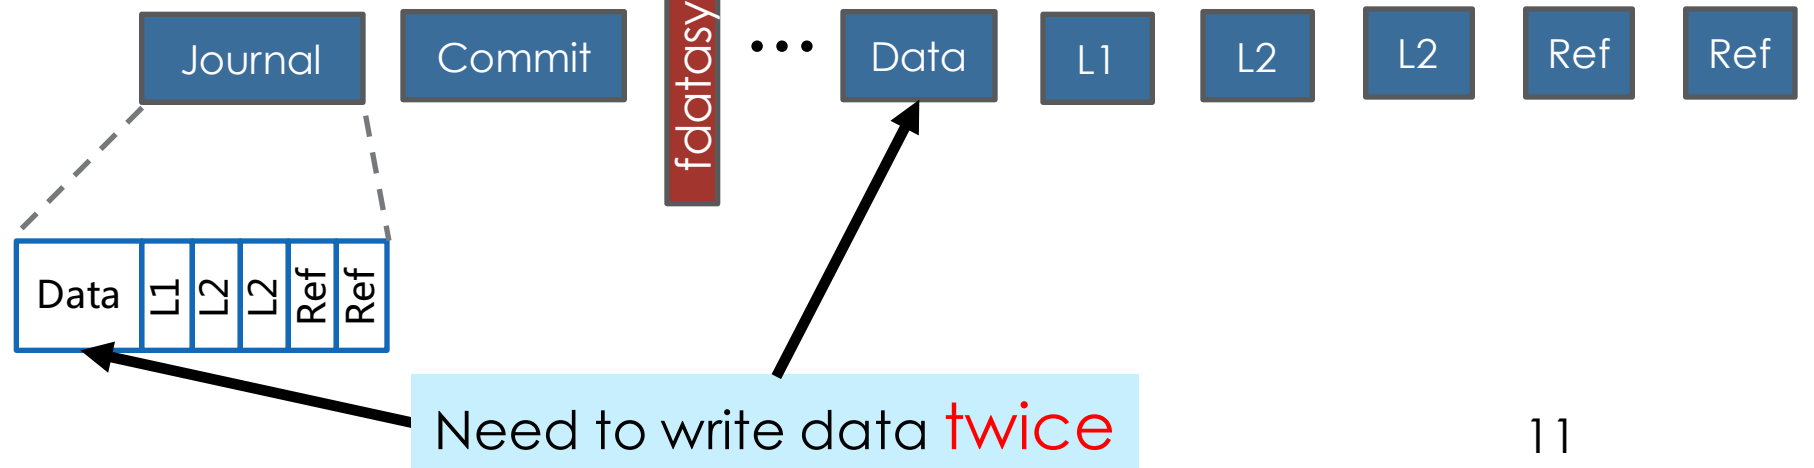 Journal Commit fdatasy ... Data L1 L2 L2 Ref Ref
Data L1 L2 L2 Ref Ref
Need to write data twice
11